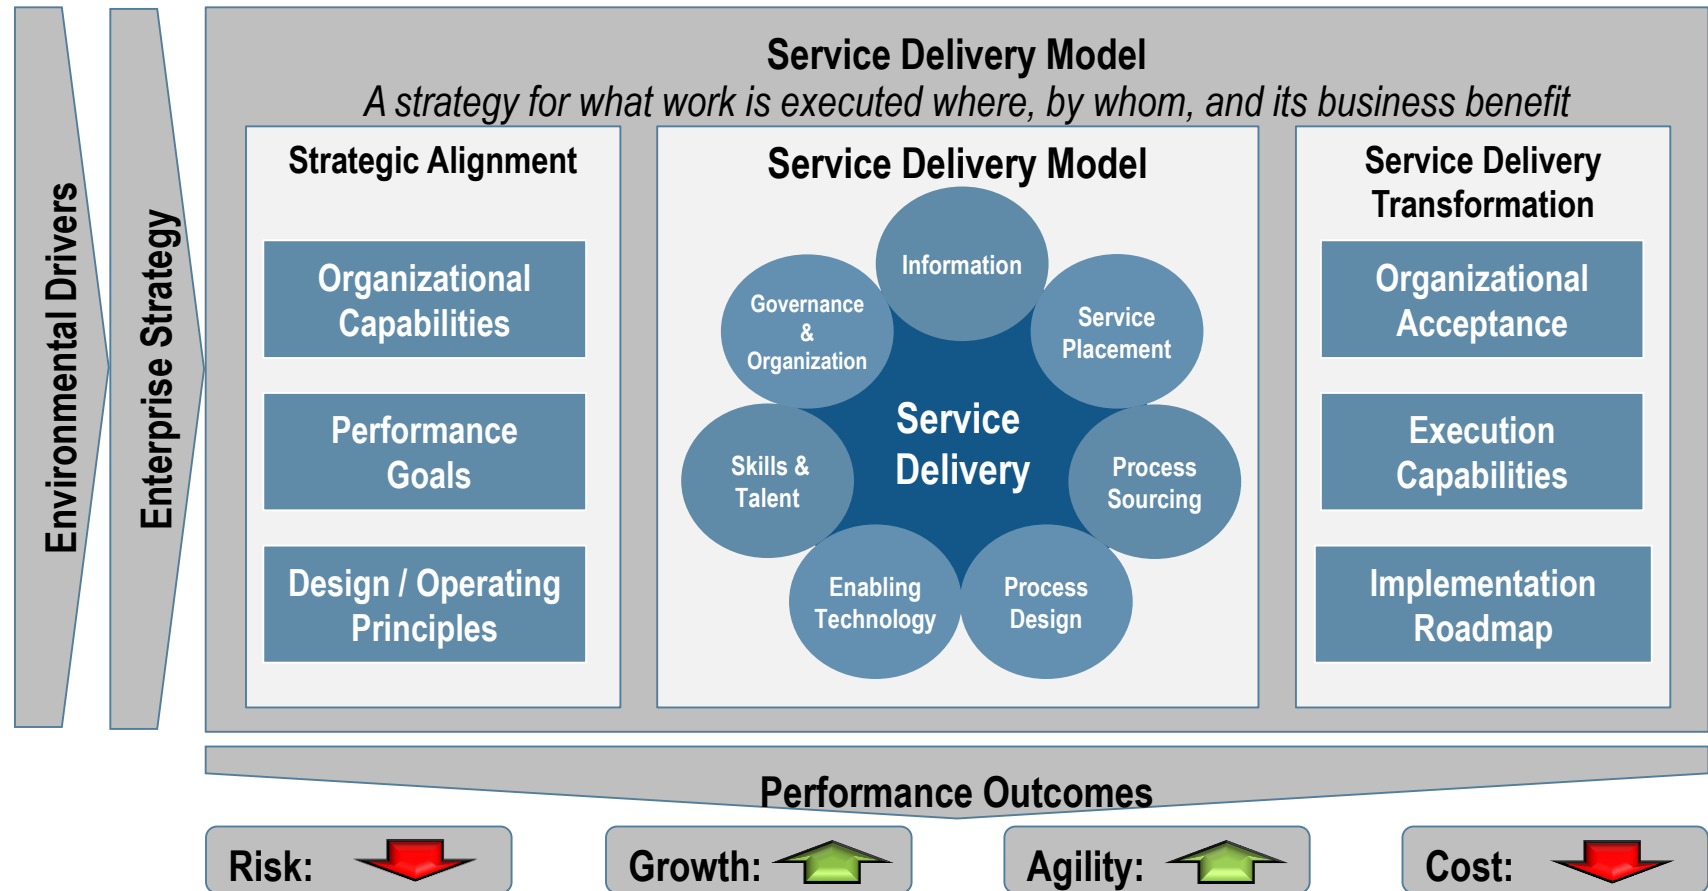 Environmental Drivers
Enterprise Strategy
Service Delivery Model
A strategy for what work is executed where, by whom, and its business benefit
Strategic Alignment
Organizational
Capabilities
Performance
Goals
Design / Operating
Principles
Service Delivery Model
Information
Service
Placement
Process
Sourcing
Process
Design
Enabling
Technology
Skills &
Talent
Governance
&
Organization
Service
Delivery
Service Delivery
Transformation
Organizational
Acceptance
Execution
Capabilities
Implementation
Roadmap
Performance Outcomes
Risk:
Growth:
Agility:
Cost: